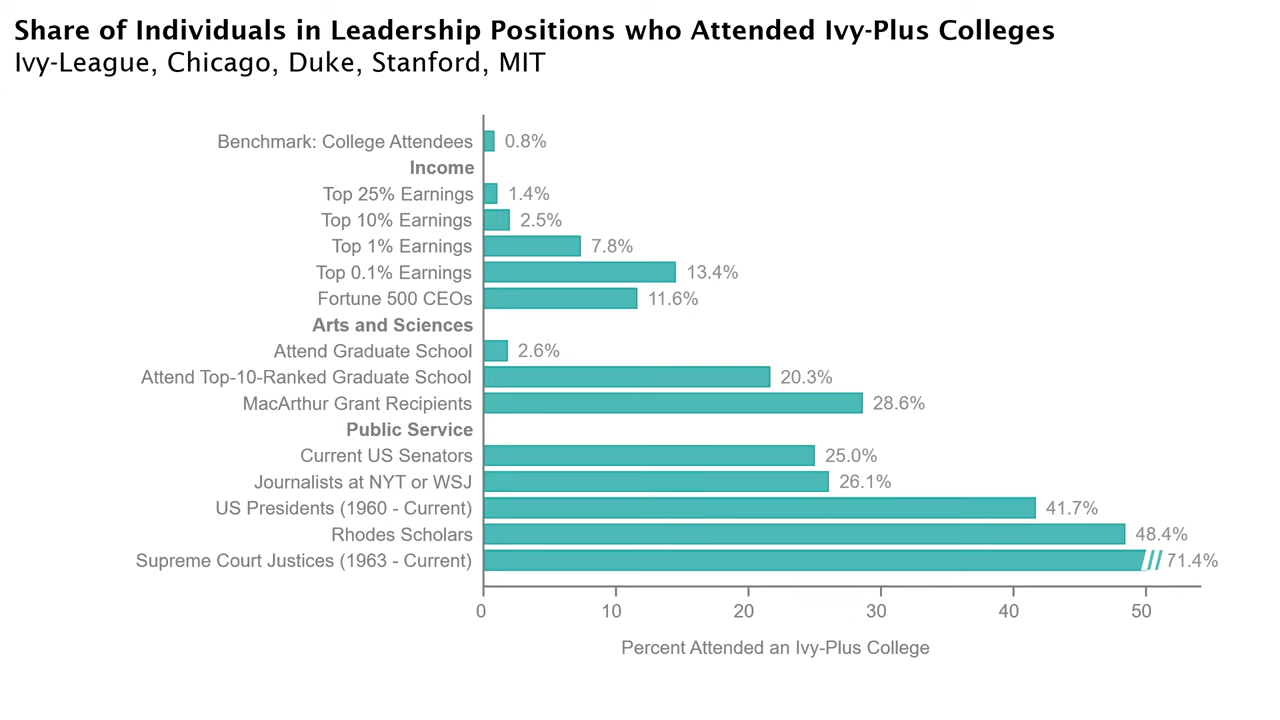 Share of Individuals in Leadership Positions who Attended Ivy-Plus Colleges
Ivy-League, Chicago, Duke, Stanford, MIT
Benchmark: College Attendees 0.8%
Income
Top 25% Earnings 1.4%
Top 10% Earnings 2.5%
Top 1% Earnings 7.8%
Top 0.1% Earnings 13.4%
Fortune 500 CEOs 11.6%
Arts and Sciences
Attend Graduate School 2.6%
Attend Top-10-Ranked Graduate School 20.3%
MacArthur Grant Recipients 28.6%
Public Service
Current US Senators 25.0%
Journalists at NYT or WSJ 26.1%
US Presidents (1960 - Current) 41.7%
Rhodes Scholars 48.4%
Supreme Court Justices (1963 - Current) 71.4%
0 10 20 30 40 50
Percent Attended an Ivy-Plus College